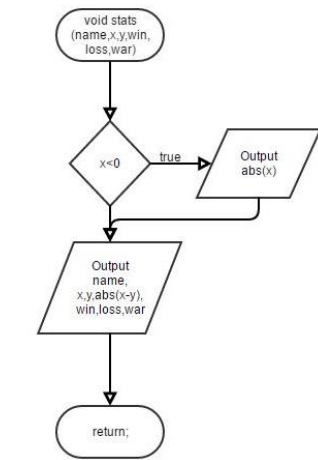 void stats
(name,x,y,win,
loss,war)
x<0
true
Output
abs(x)
Output
name,
x,y,abs(x-y),
win,loss,war
return;